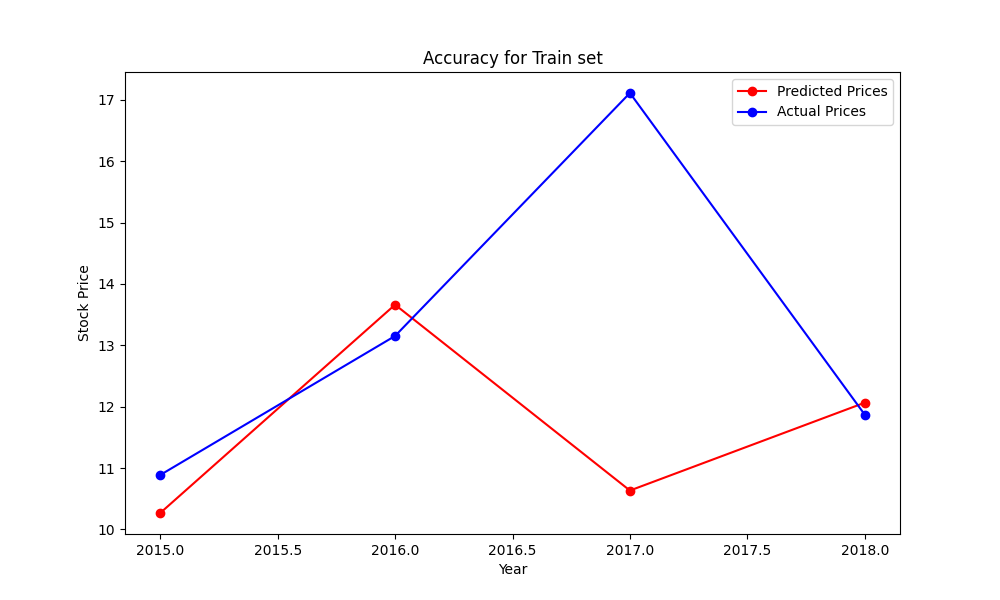 Accuracy for Train set
Predicted Prices
Actual Prices
17
16
15
14
13
12
11
10
Stock Price
2015.0 2015.5 2016.0 2016.5 2017.0 2017.5 2018.0
Year